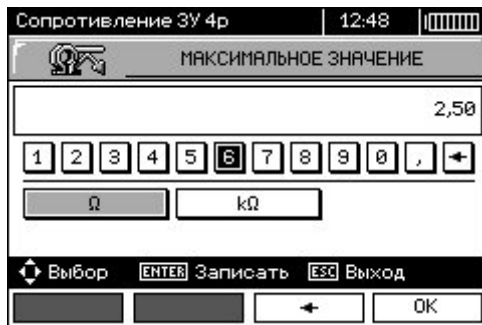 Сопротивление ЗУ 4p 12:48
МАКСИМАЛЬНОЕ ЗНАЧЕНИЕ
2,50
1 2 3 4 5 6 7 8 9 0 , ←
Ω kΩ
Выбор ENTER Записать ESC Выход
← OK